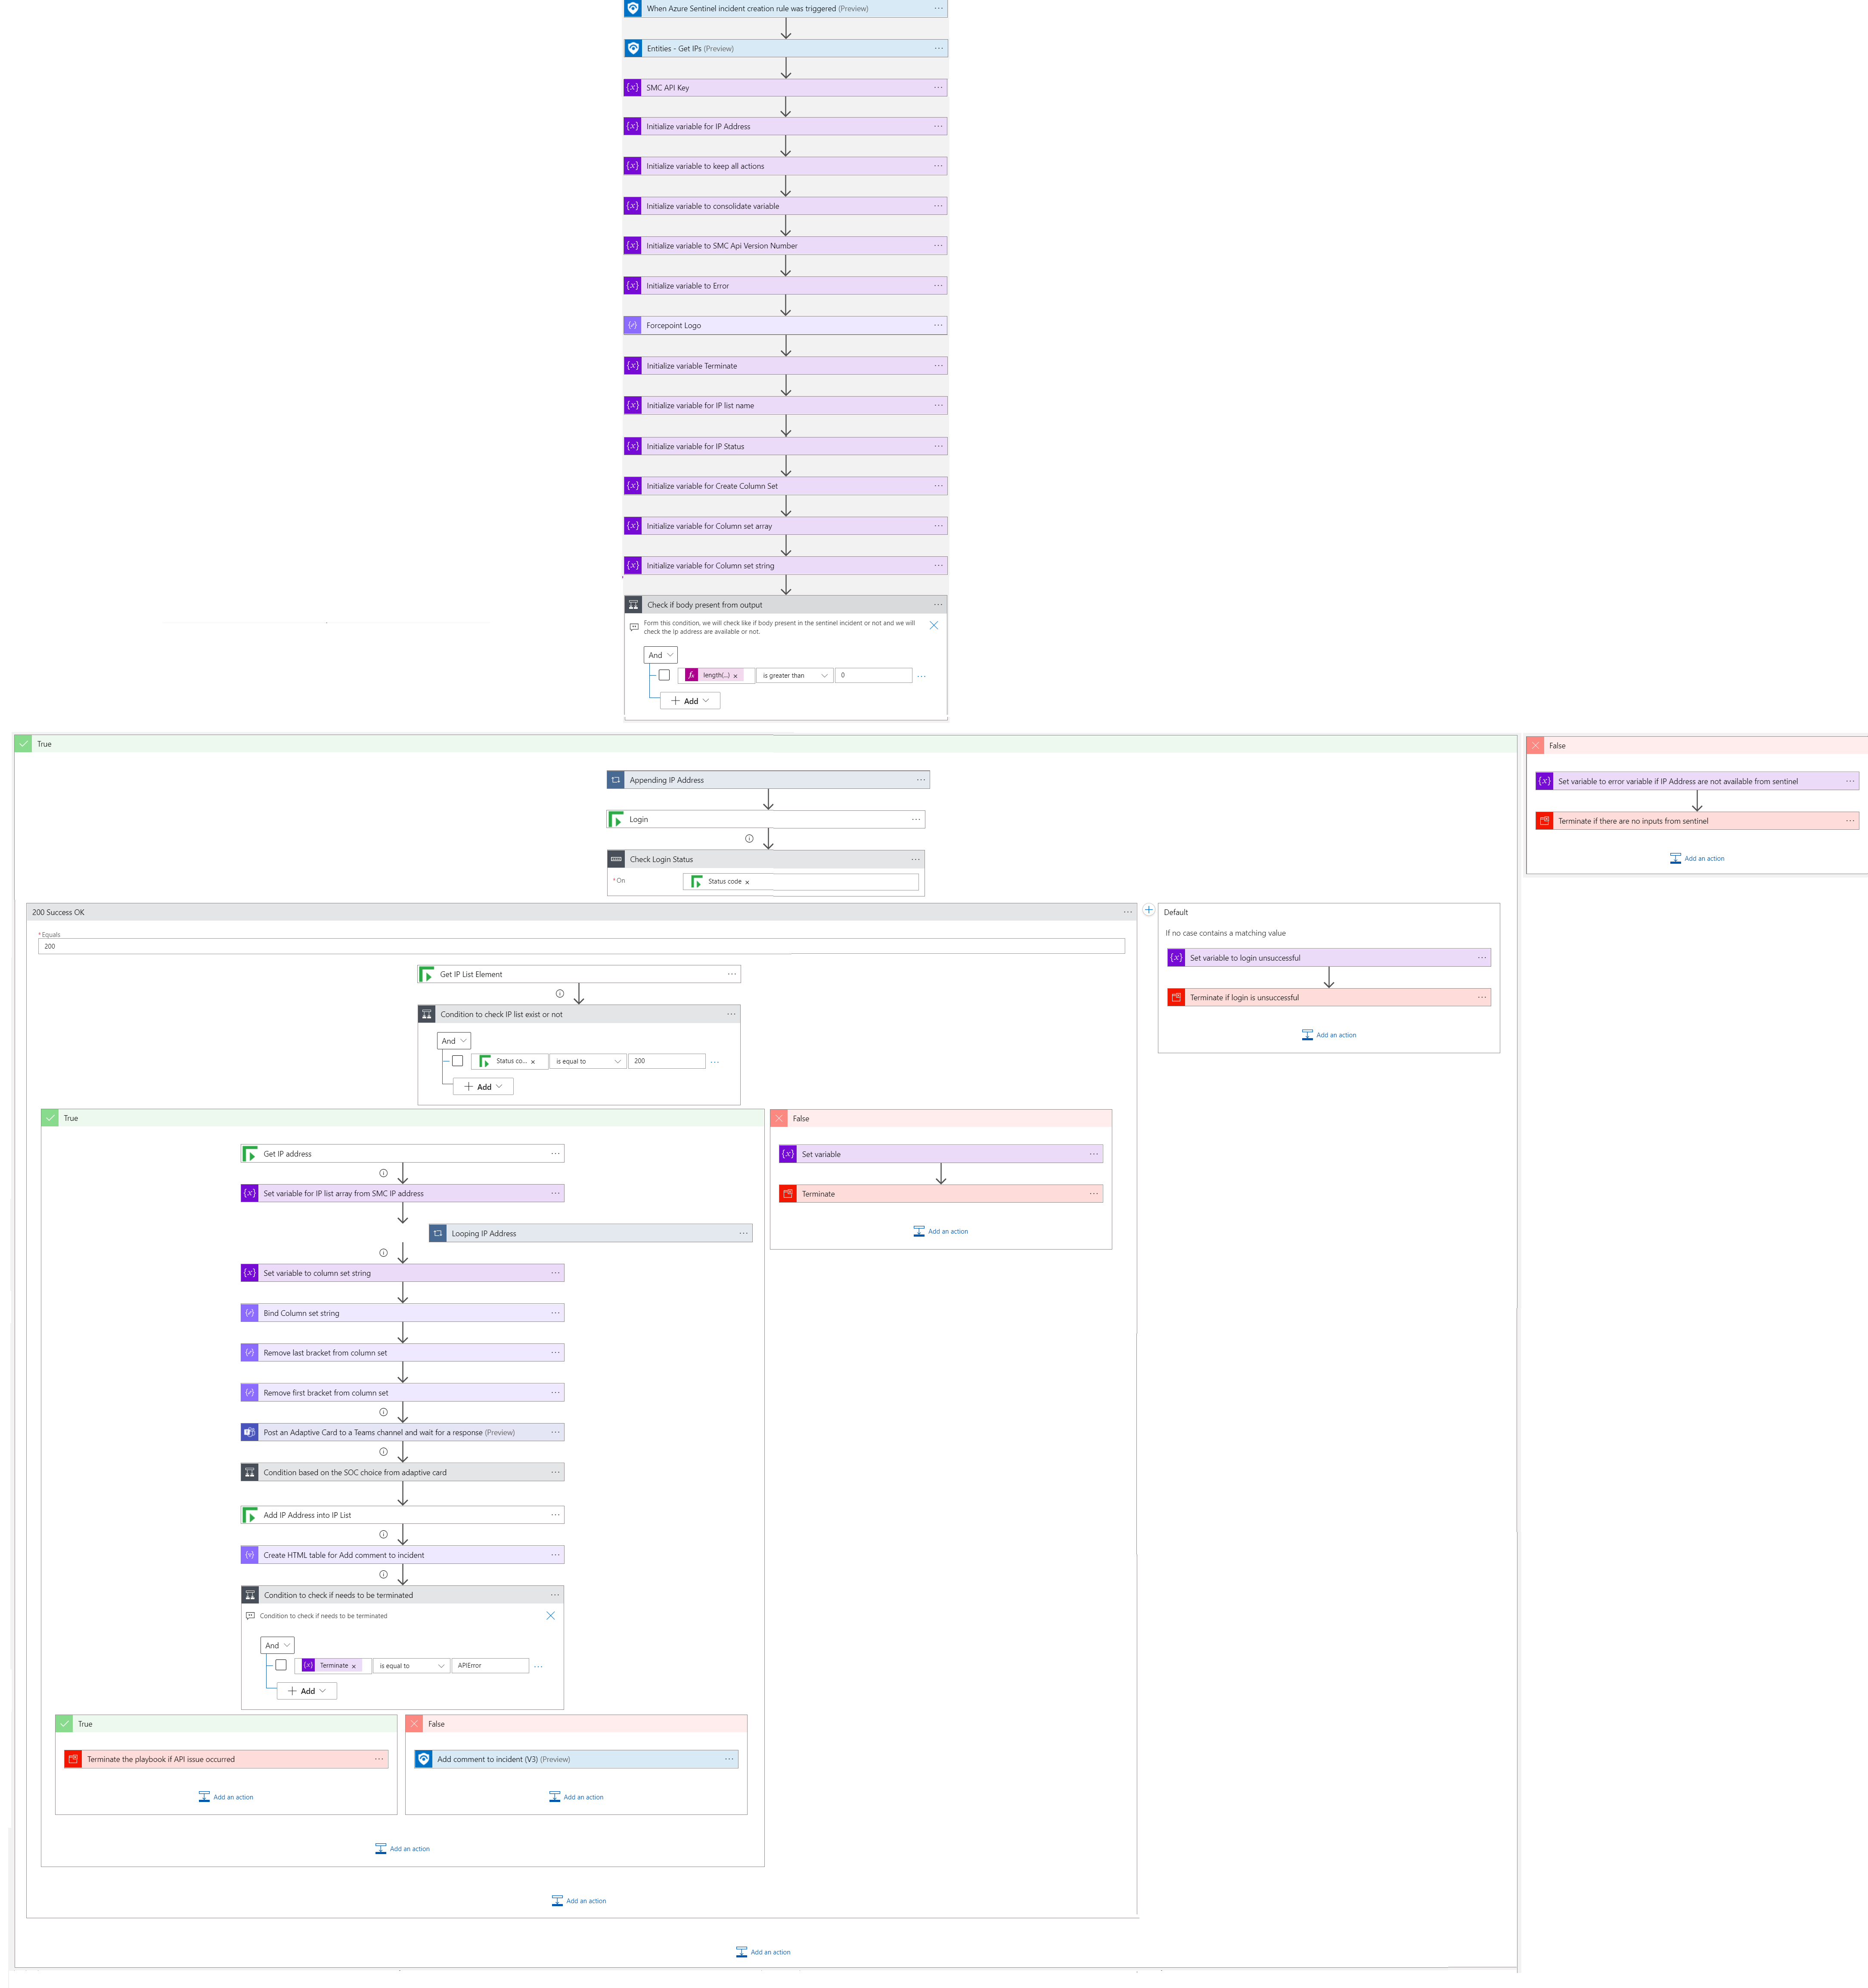 When Azure Sentinel incident creation rule was triggered (Preview)
Entities - Get IPs (Preview)
SMC API Key
Initialize variable for IP Address
Initialize variable to keep all actions
Initialize variable to consolidate variable
Initialize variable to SMC Api Version Number
Initialize variable to Error
Forcepoint Logo
Initialize variable Terminate
Initialize variable for IP list name
Initialize variable for IP Status
Initialize variable for Create Column Set
Initialize variable for Column set array
Initialize variable for Column set string
Check if body present from output
Form this condition, we will check like if body present in the sentinel incident or not and we will
check the Ip address are available or not.
And
length(...) × is greater than 0
Add
True
Appending IP Address
Login
Check Login Status
*On Status code ×
200 Success OK
*Equals
200
Get IP List Element
Condition to check IP list exist or not
And
Status co... × is equal to 200
Add
True
Get IP address
Set variable for IP list array from SMC IP address
Looping IP Address
Set variable to column set string
Bind Column set string
Remove last bracket from column set
Remove first bracket from column set
Post an Adaptive Card to a Teams channel and wait for a response (Preview)
Condition based on the SOC choice from adaptive card
Add IP Address into IP List
Create HTML table for Add comment to incident
Condition to check if needs to be terminated
Condition to check if needs to be terminated
And
Terminate × is equal to APIError
Add
True
Terminate the playbook if API issue occurred
Add an action
False
Add comment to incident (V3) (Preview)
Add an action
Add an action
False
Set variable
Terminate
Add an action
Add an action
Default
If no case contains a matching value
Set variable to login unsuccessful
Terminate if login is unsuccessful
Add an action
Add an action
False
Set variable to error variable if IP Address are not available from sentinel
Terminate if there are no inputs from sentinel
Add an action